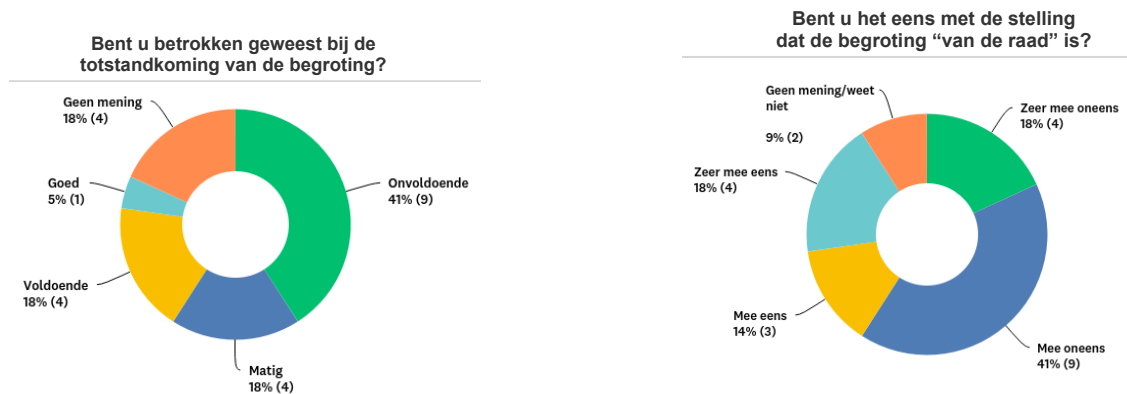 Bent u betrokken geweest bij de
totstandkoming van de begroting?
Geen mening
18% (4)
Goed
5% (1)
Onvoldoende
41% (9)
Voldoende
18% (4)
Matig
18% (4)
Bent u het eens met de stelling
dat de begroting “van de raad” is?
Geen mening/weet
niet
9% (2)
Zeer mee oneens
18% (4)
Zeer mee eens
18% (4)
Mee eens
14% (3)
Mee oneens
41% (9)